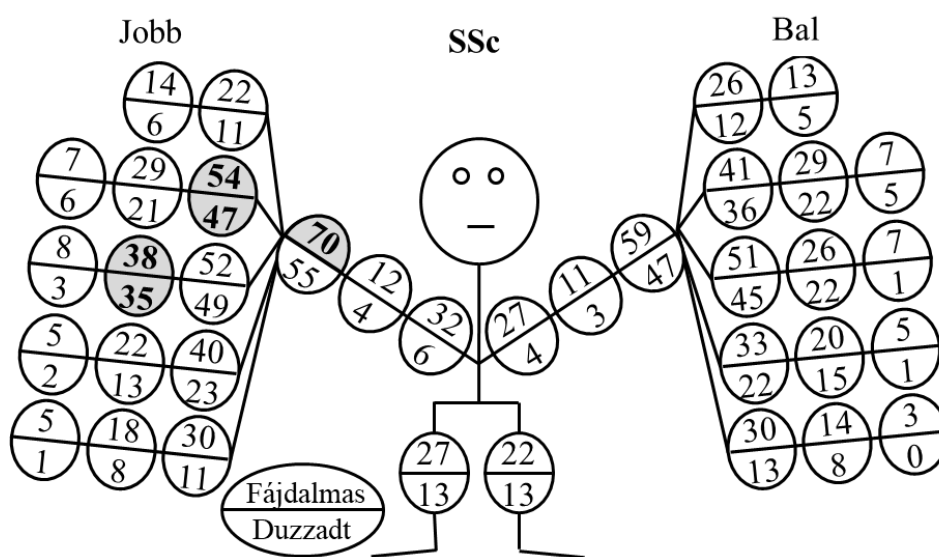 Jobb SSc Bal
14 22 26 13
6 11 12 5
7 29 54 41 29 7
6 21 47 36 22 5
8 38 52 70 12 32 27 11 59 51 26 7
3 35 49 55 4 6 4 3 47 45 22 1
5 22 40 33 20 5
2 13 23 22 15 1
5 18 30 30 14 3
1 8 11 13 8 0
27 22
13 13
Fájdalmas
Duzzadt